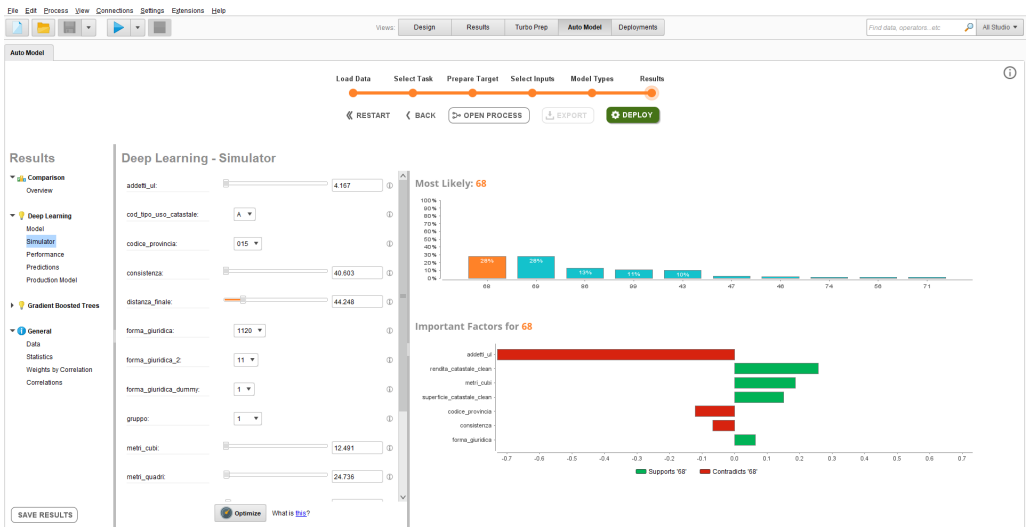 File Edit Process View Connections Settings Extensions Help
Views: Design Results Turbo Prep Auto Model Deployments
Find data, operators...etc All Studio
Auto Model
Load Data Select Task Prepare Target Select Inputs Model Types Results
RESTART BACK OPEN PROCESS EXPORT DEPLOY
Results
Comparison
Overview
Deep Learning
Model
Simulator
Performance
Predictions
Production Model
Gradient Boosted Trees
General
Data
Statistics
Weights by Correlation
Correlations
SAVE RESULTS
Deep Learning - Simulator
addetti_ul: 4.167
cod_tipo_uso_catastale: A
codice_provincia: 015
consistenza: 40.603
distanza_finale: 44.248
forma_giuridica: 1120
forma_giuridica_2: 11
forma_giuridica_dummy: 1
gruppo: 1
metri_cubi: 12.491
metri_quadri: 24.736
Optimize What is this?
Most Likely: 68
100%
90%
80%
70%
60%
50%
40%
30%
20%
10%
0%
28% 28% 13% 11% 10%
68 96 43 47 46 74 56 71
Important Factors for 68
addetti_ul
rendita_catastale_clean
metri_cubi
superficie_catastale_clean
codice_provincia
consistenza
forma_giuridica
-0.7 -0.6 -0.5 -0.4 -0.3 -0.2 -0.1 0.0 0.1 0.2 0.3 0.4 0.5 0.6 0.7
Supports '68' Contradicts '68'